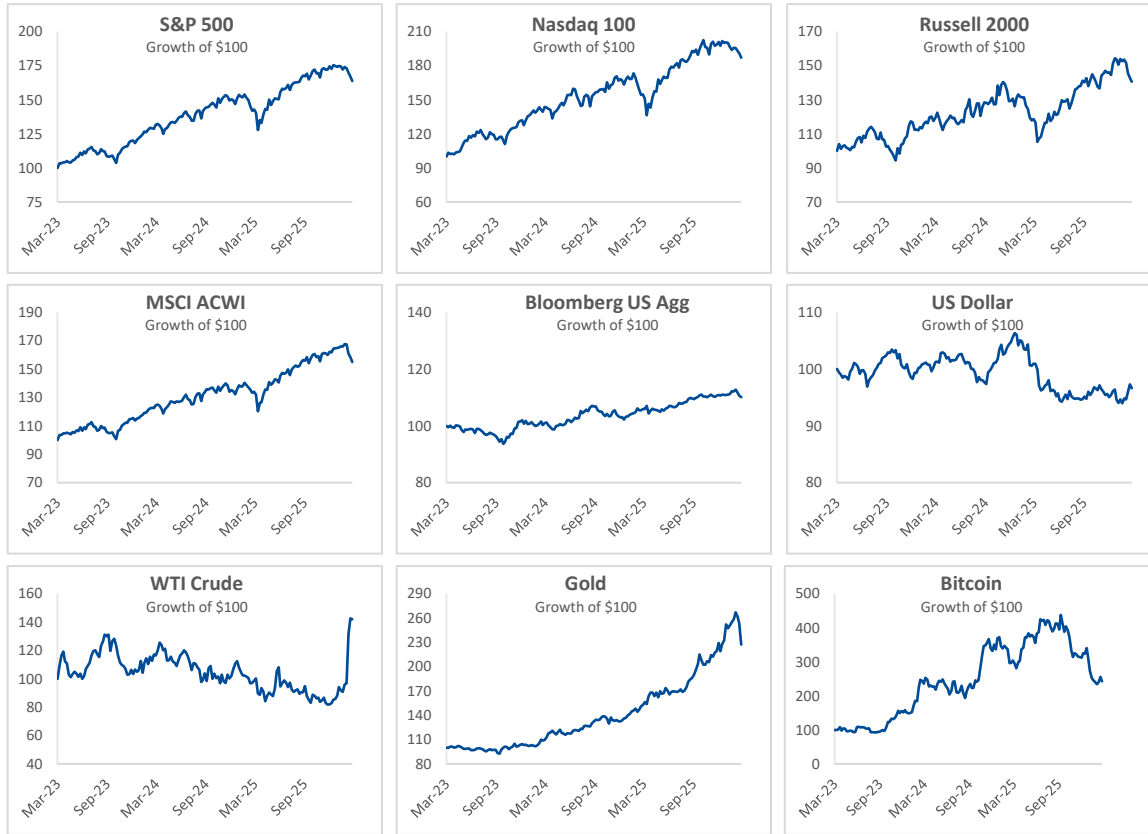 S&P 500
Growth of $100
200
175
150
125
100
75
Mar-23
Sep-23
Mar-24
Sep-24
Mar-25
Sep-25
Nasdaq 100
Growth of $100
210
180
150
120
90
60
Mar-23
Sep-23
Mar-24
Sep-24
Mar-25
Sep-25
Russell 2000
Growth of $100
170
150
130
110
90
70
Mar-23
Sep-23
Mar-24
Sep-24
Mar-25
Sep-25
MSCI ACWI
Growth of $100
190
170
150
130
110
90
70
Mar-23
Sep-23
Mar-24
Sep-24
Mar-25
Sep-25
Bloomberg US Agg
Growth of $100
140
120
100
80
Mar-23
Sep-23
Mar-24
Sep-24
Mar-25
Sep-25
US Dollar
Growth of $100
110
100
90
80
Mar-23
Sep-23
Mar-24
Sep-24
Mar-25
Sep-25
WTI Crude
Growth of $100
160
140
120
100
80
60
40
Mar-23
Sep-23
Mar-24
Sep-24
Mar-25
Sep-25
Gold
Growth of $100
290
260
230
200
170
140
110
80
Mar-23
Sep-23
Mar-24
Sep-24
Mar-25
Sep-25
Bitcoin
Growth of $100
500
400
300
200
100
0
Mar-23
Sep-23
Mar-24
Sep-24
Mar-25
Sep-25